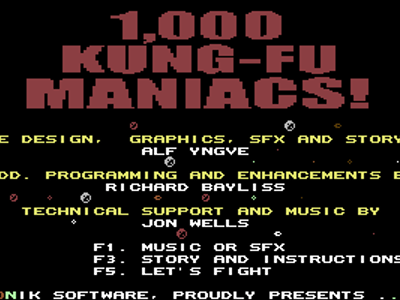 1,000
KUNG-FU
MANIACS!
E DESIGN, GRAPHICS, SFX AND STORY
ALF YNGVE
DD. PROGRAMMING AND ENHANCEMENTS B
RICHARD BAYLISS
TECHNICAL SUPPORT AND MUSIC BY
JON WELLS
F1. MUSIC OR SFX
F3. STORY AND INSTRUCTIONS
F5. LET'S FIGHT
ONIK SOFTWARE, PROUDLY PRESENTS ..